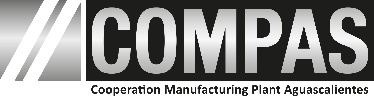 COMPAS
Cooperation Manufacturing Plant Aguascalientes